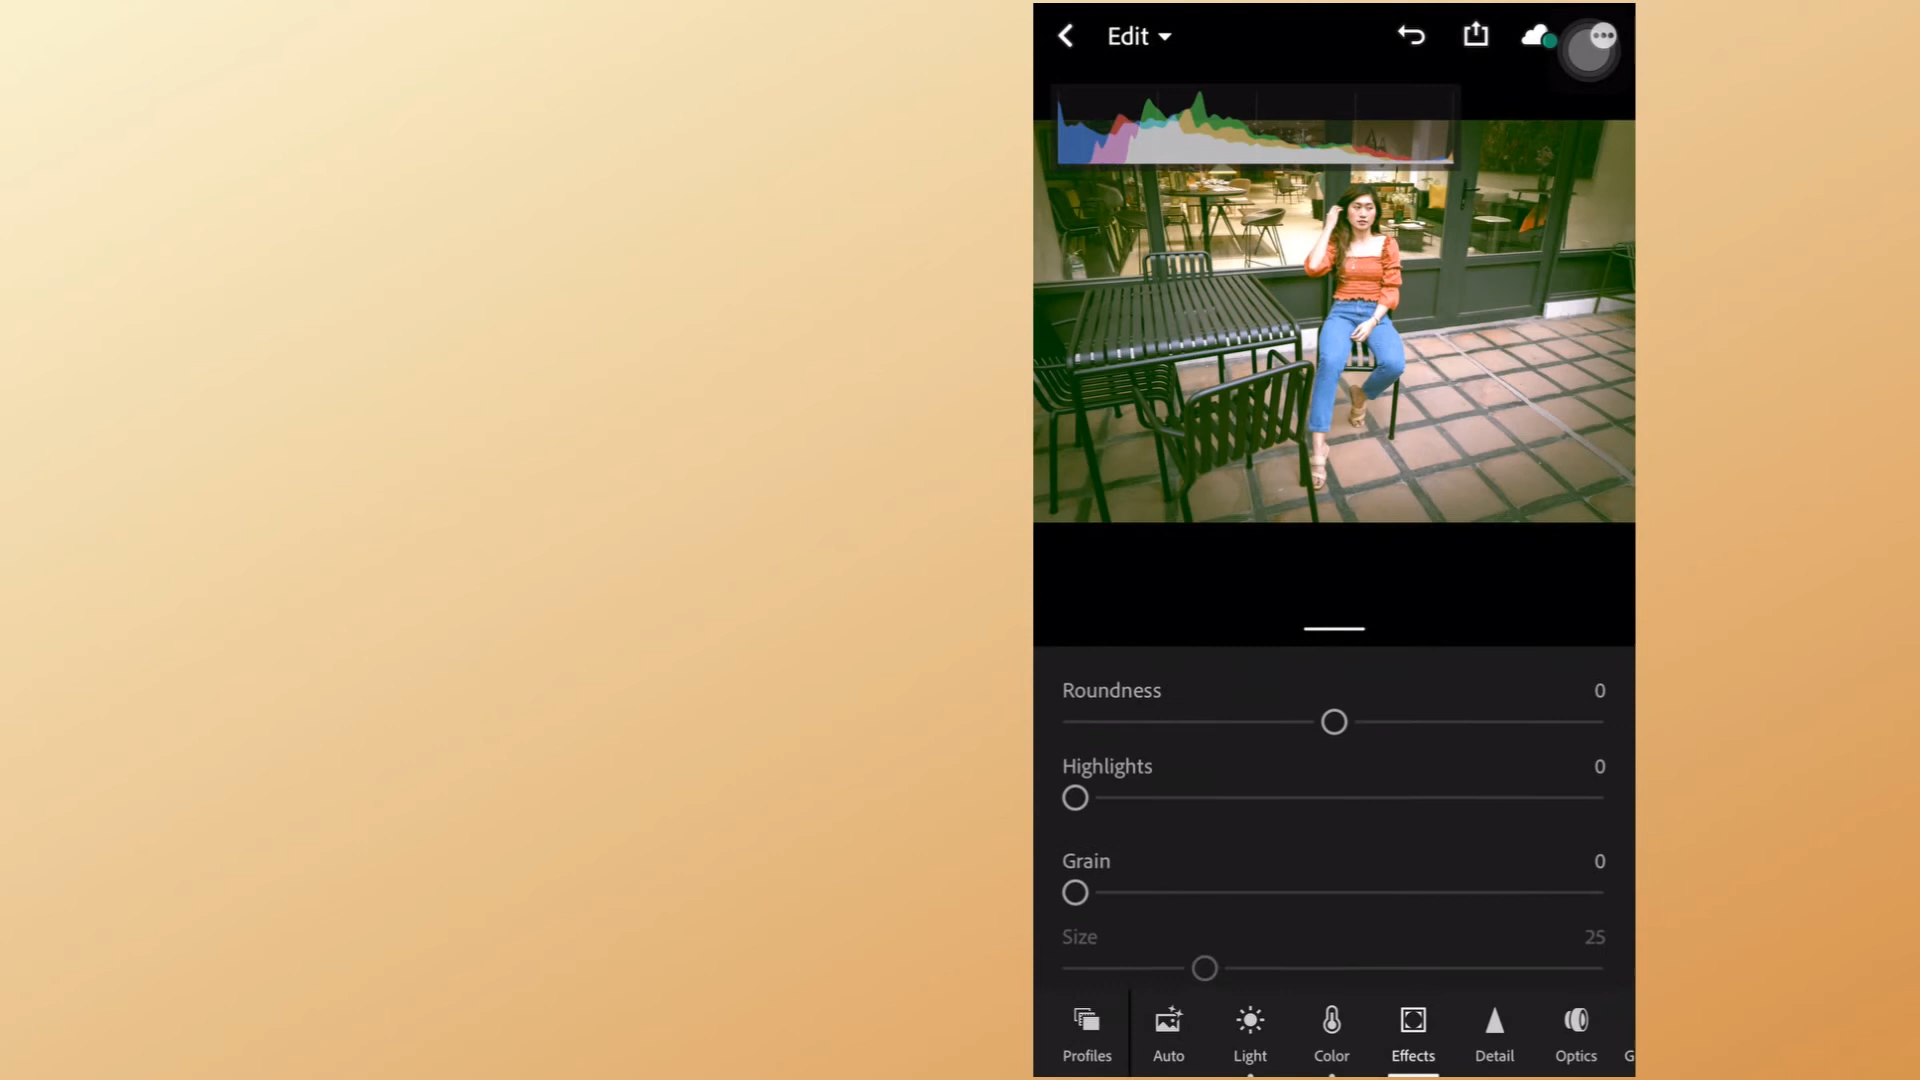 Edit
Roundness 0
Highlights 0
Grain 0
Size 25
Profiles Auto Light Color Effects Detail Optics G